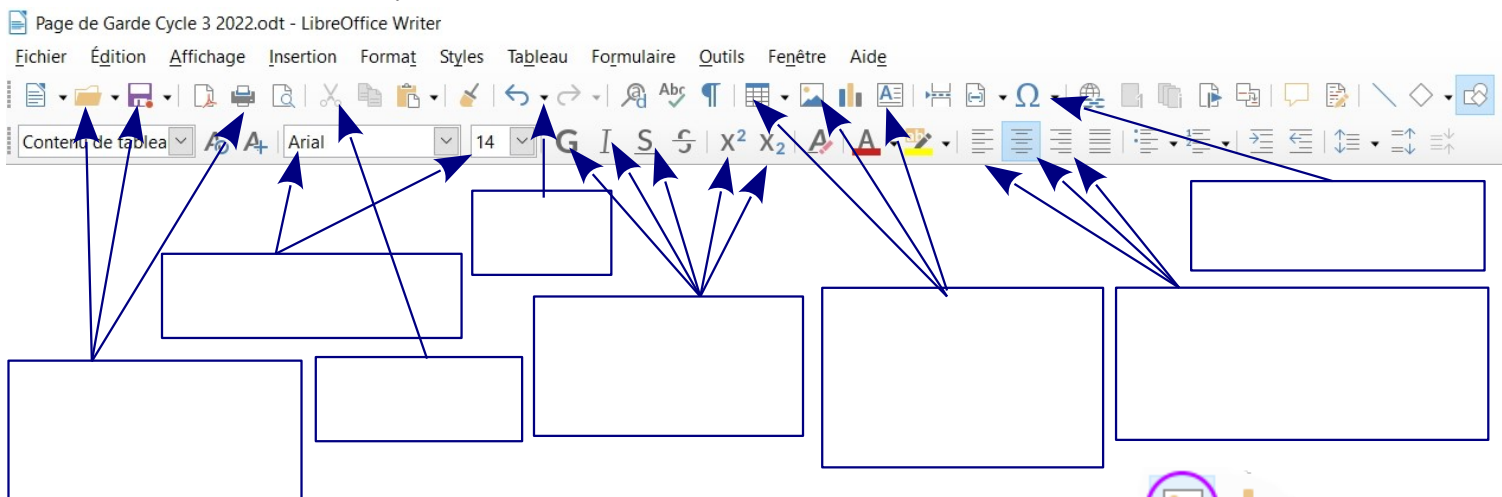 Page de Garde Cycle 3 2022.odt - LibreOffice Writer
Fichier Édition Affichage Insertion Format Styles Tableau Formulaire Outils Fenêtre Aide
Abc ¶ A Ω
Contenu de tablea Arial 14 G I S S X² X₂ A A